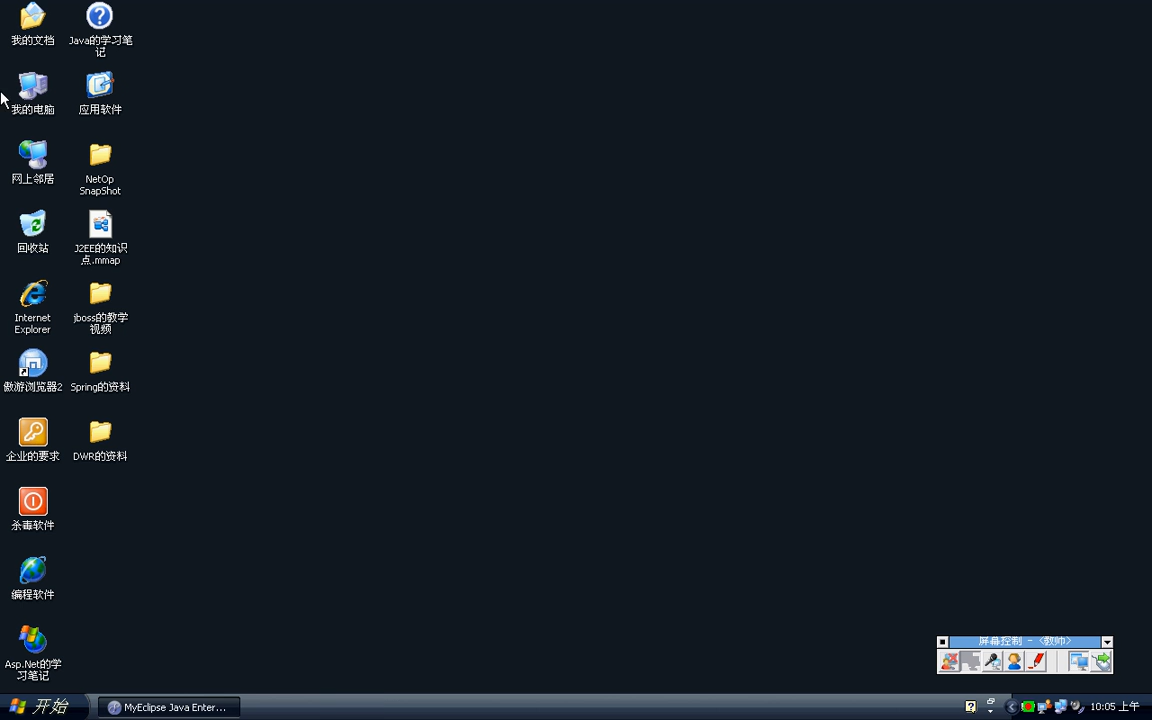 我的文档
Java的学习笔
记
我的电脑
应用软件
网上邻居
NetOp
SnapShot
回收站
J2EE的知识
点.mmap
Internet
Explorer
jboss的教学
视频
傲游浏览器2
Spring的资料
企业的要求
DWR的资料
杀毒软件
编程软件
Asp.Net的学
习笔记
屏幕控制 - <教师>
开始
MyEclipse Java Enter...
10:05 上午